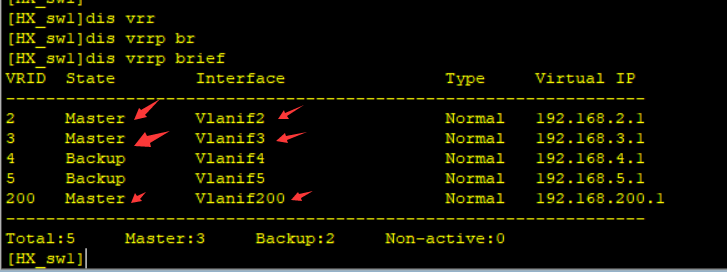 [HX_sw1]dis vrr
[HX_sw1]dis vrrp br
[HX_sw1]dis vrrp brief
VRID  State  Interface  Type  Virtual IP
----------------------------------------------------------------
2  Master  Vlanif2  Normal  192.168.2.1
3  Master  Vlanif3  Normal  192.168.3.1
4  Backup  Vlanif4  Normal  192.168.4.1
5  Backup  Vlanif5  Normal  192.168.5.1
200  Master  Vlanif200  Normal  192.168.200.1
----------------------------------------------------------------
Total:5  Master:3  Backup:2  Non-active:0
[HX_sw1]